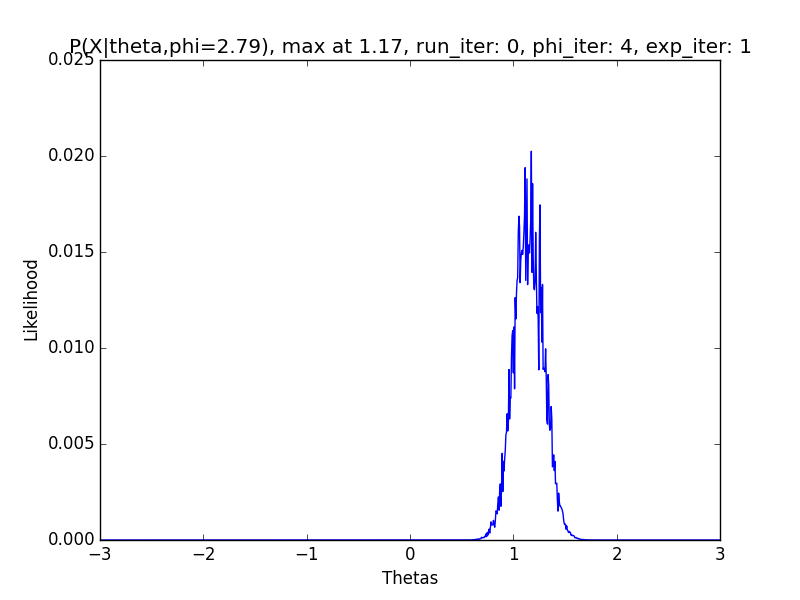 P(X|theta,phi=2.79), max at 1.17, run_iter: 0, phi_iter: 4, exp_iter: 1
0.025
0.020
0.015
0.010
0.005
0.000
Likelihood
−3 −2 −1 0 1 2 3
Thetas